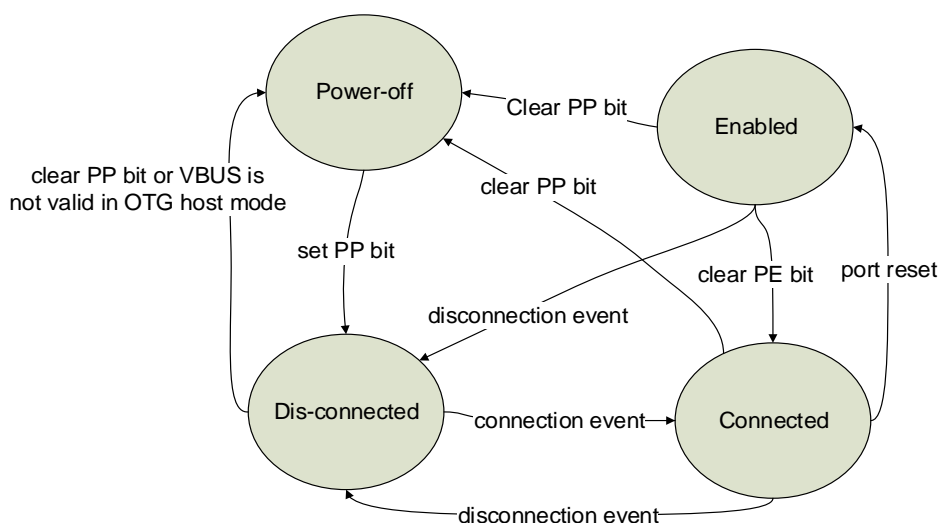 Power-off
Enabled
Clear PP bit
clear PP bit or VBUS is
not valid in OTG host mode
clear PP bit
set PP bit
clear PE bit
port reset
disconnection event
Dis-connected
connection event
Connected
disconnection event